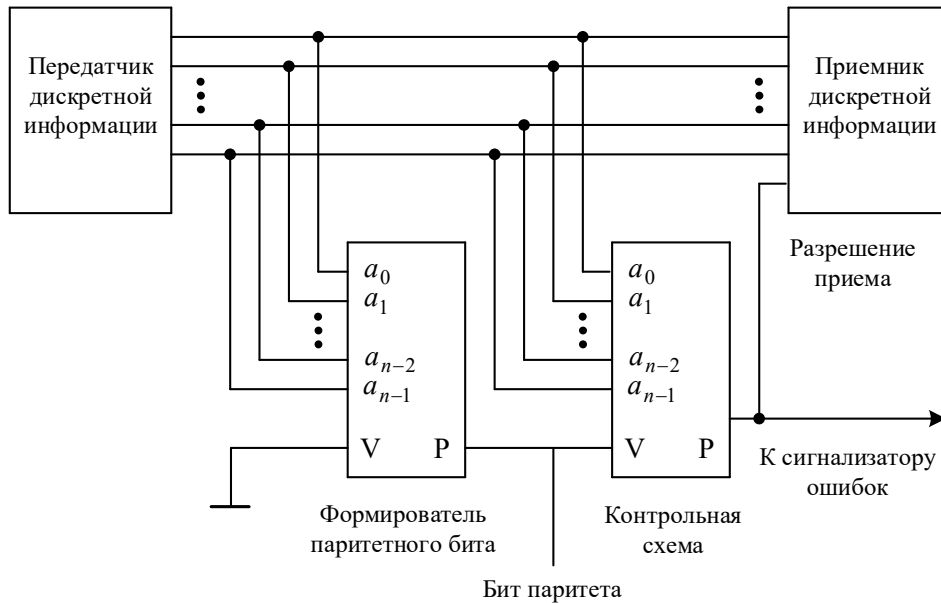 Передатчик
дискретной
информации
Приемник
дискретной
информации
Разрешение
приема
a0
a1
an−2
an−1
V P
a0
a1
an−2
an−1
V P
К сигнализатору
ошибок
Формирователь
паритетного бита
Контрольная
схема
Бит паритета